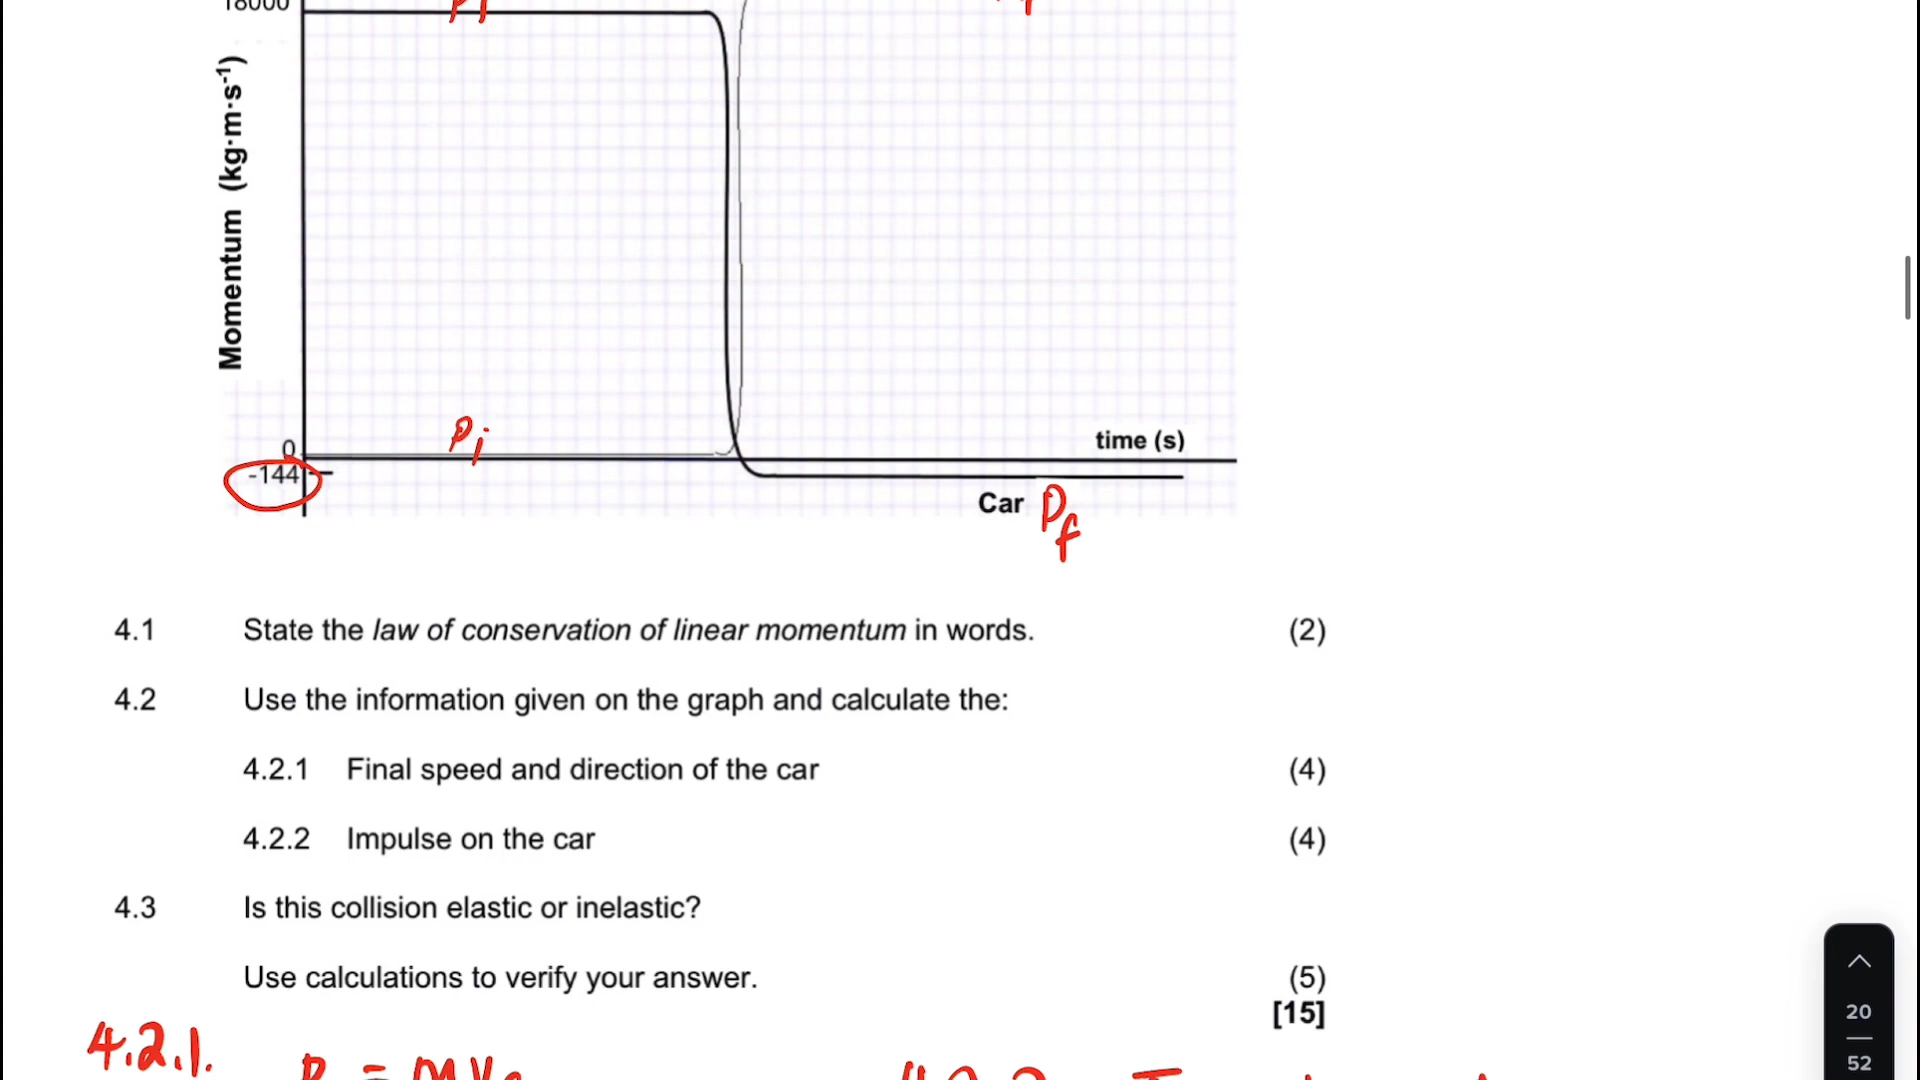 18000
Pi
Momentum (kg·m·s-1)
Pi
0
time (s)
-144
Car Pf
4.1 State the law of conservation of linear momentum in words. (2)
4.2 Use the information given on the graph and calculate the:
4.2.1 Final speed and direction of the car (4)
4.2.2 Impulse on the car (4)
4.3 Is this collision elastic or inelastic?
Use calculations to verify your answer. (5)
[15]
4.2.1.
20
52